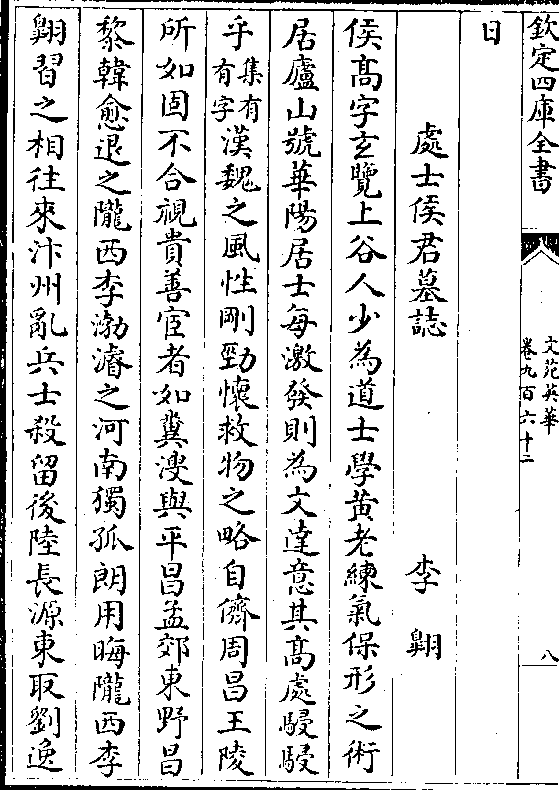 欽定四庫全書
文苑英華
卷九百六十二
八
日
處士侯君墓誌
李翺
侯髙字𤣥覽上谷人少為道士學黄老練氣保形之術
居廬山號華陽居士每激發則為文達意其髙處駸駸
乎集有有字漢魏之風性剛勁懐救物之略自儕周昌王陵
所如固不合視貴善宦者如糞溲與平昌孟郊東野昌
黎韓愈退之隴西李渤濬之河南獨孤朗用晦隴西李
翺習之相往來汴州亂兵士殺留後陸長源東取劉逸